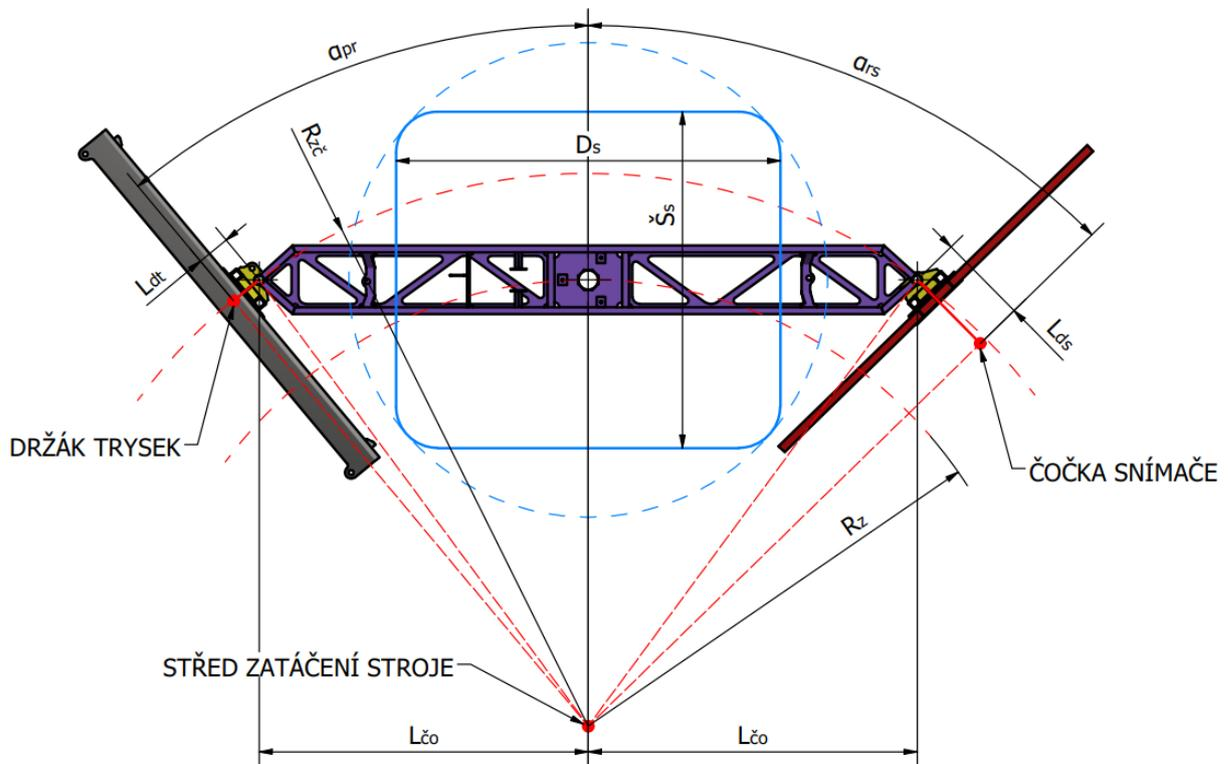 αpr
αrs
Rzč
Ds
Šs
Ldt
Lds
DRŽÁK TRYSEK
ČOČKA SNÍMAČE
Rz
STŘED ZATÁČENÍ STROJE
Lčo
Lčo